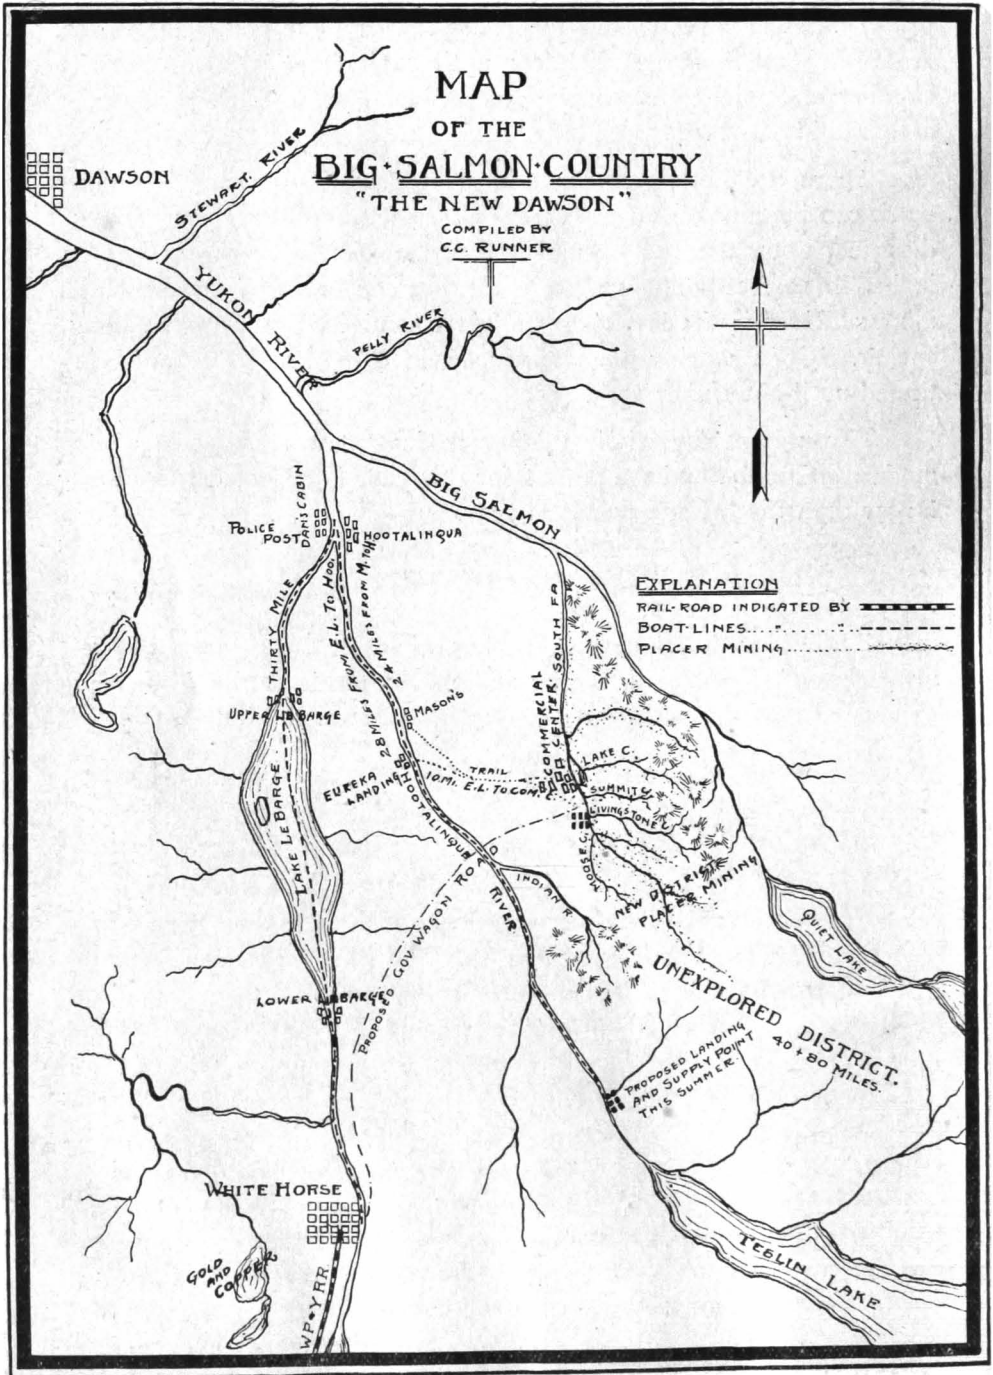 MAP
OF THE
BIG SALMON COUNTRY
"THE NEW DAWSON"
COMPILED BY
C.C. RUNNER
DAWSON
STEWART. RIVER
YUKON RIVER
PELLY RIVER
BIG SALMON
POLICE
POST
DAN'S CABIN
HOOTALINQUA
EXPLANATION
RAIL-ROAD INDICATED BY
BOAT-LINES... " ...... "
PLACER MINING
THIRTY MILE
28 MILES FROM E.L. TO HOO.
24 MILES FROM M. TO H.
SOUTH FA
COMMERCIAL
CENTER
UPPER LE BARGE
MASONS
EUREKA
LANDING
TRAIL
10 MI. E.L. TO COM. C.
LAKE C.
SUMMIT C.
LIVINGSTONE C.
MOOSE C.
LAKE LE BARGE
HOOTALINQUA RIVER
INDIAN R.
NEW DISTRICT
PLACER MINING
QUIET LAKE
UNEXPLORED DISTRICT.
40 + 80 MILES.
LOWER LE BARGE
PROPOSED GOV. WAGON ROA D
PROPOSED LANDING
AND SUPPLY POINT
THIS SUMMER.
WHITE HORSE
GOLD
AND
COPPER
TESLIN LAKE
WP & YRR